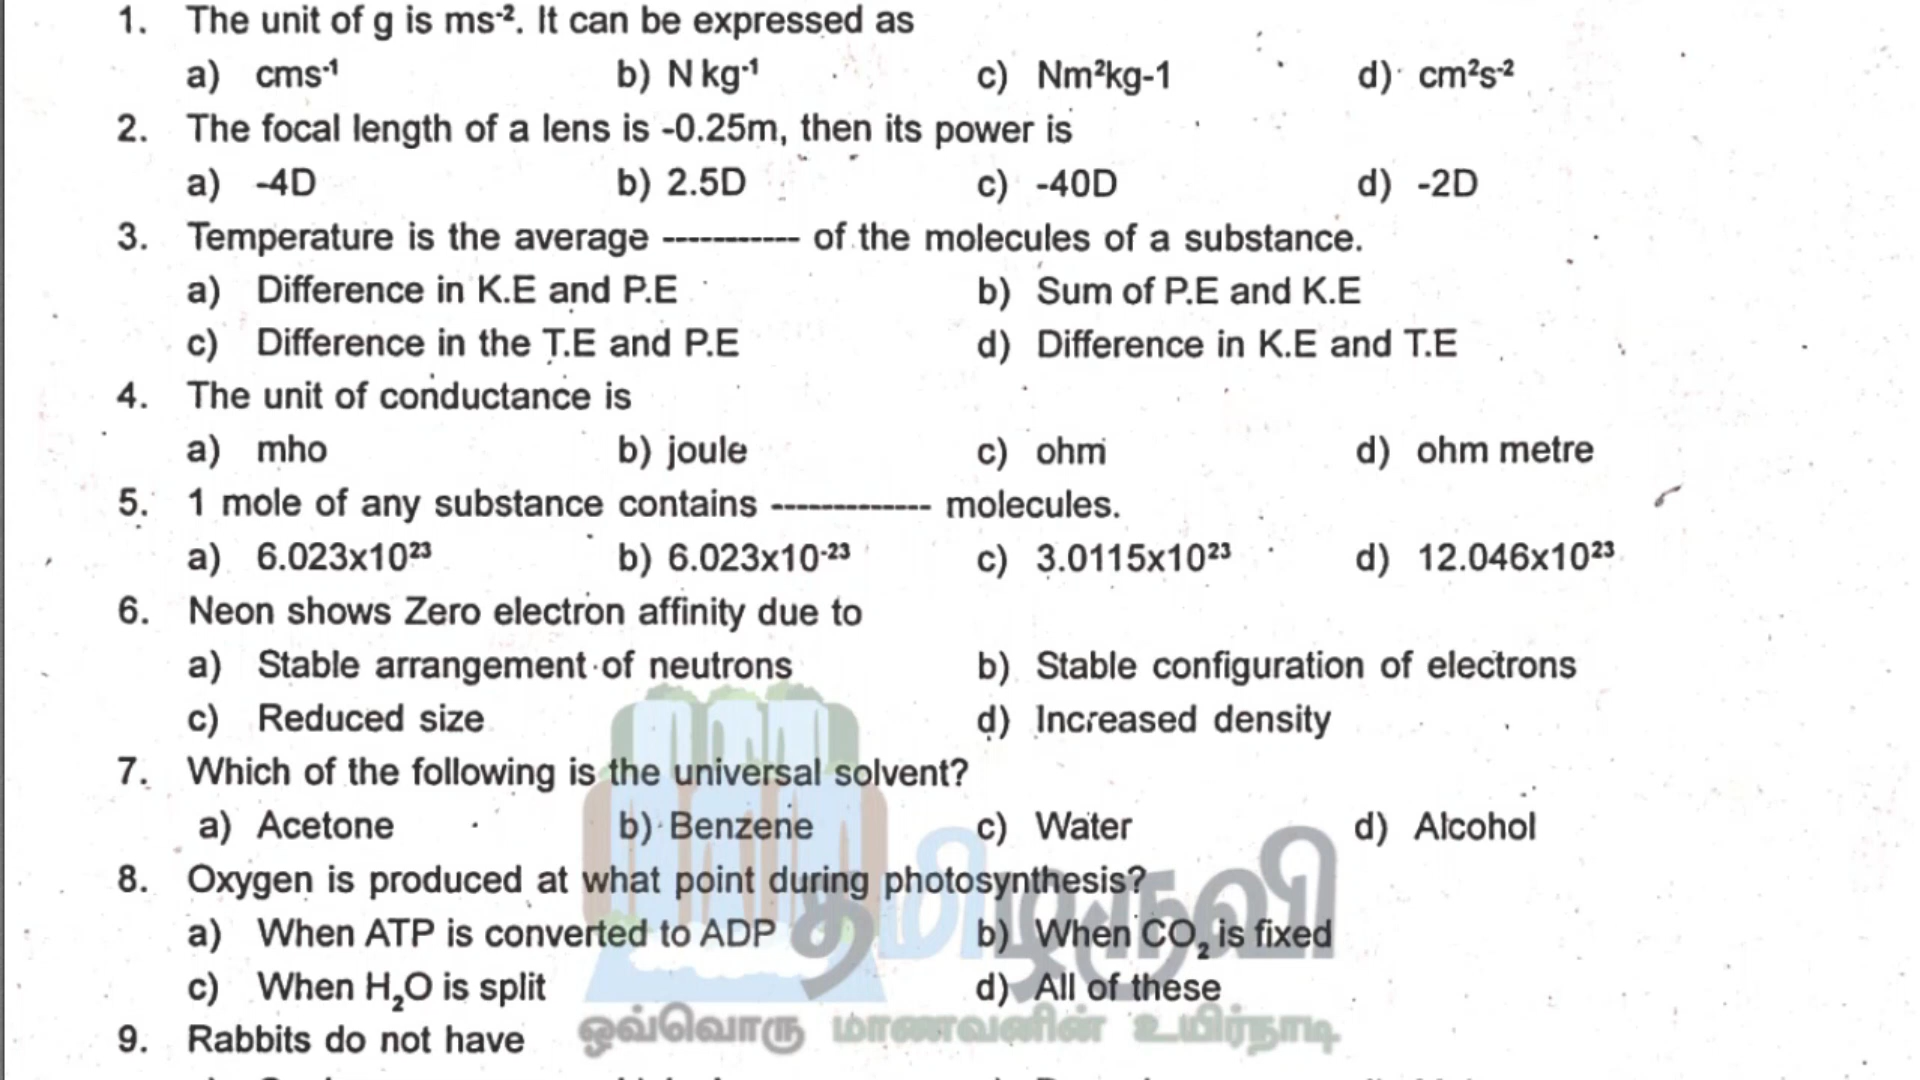 1. The unit of g is ms⁻². It can be expressed as
a) cms⁻¹ b) N kg⁻¹ c) Nm²kg-1 d) cm²s⁻²
2. The focal length of a lens is -0.25m, then its power is
a) -4D b) 2.5D c) -40D d) -2D
3. Temperature is the average ----------- of the molecules of a substance.
a) Difference in K.E and P.E b) Sum of P.E and K.E
c) Difference in the T.E and P.E d) Difference in K.E and T.E
4. The unit of conductance is
a) mho b) joule c) ohm d) ohm metre
5. 1 mole of any substance contains ------------- molecules.
a) 6.023x10²³ b) 6.023x10⁻²³ c) 3.0115x10²³ d) 12.046x10²³
6. Neon shows Zero electron affinity due to
a) Stable arrangement of neutrons b) Stable configuration of electrons
c) Reduced size d) Increased density
7. Which of the following is the universal solvent?
a) Acetone b) Benzene c) Water d) Alcohol
8. Oxygen is produced at what point during photosynthesis?
a) When ATP is converted to ADP b) When CO₂ is fixed
c) When H₂O is split d) All of these
தமிழருவி
ஒவ்வொரு மாணவனின் உயிர்நாடி
9. Rabbits do not have